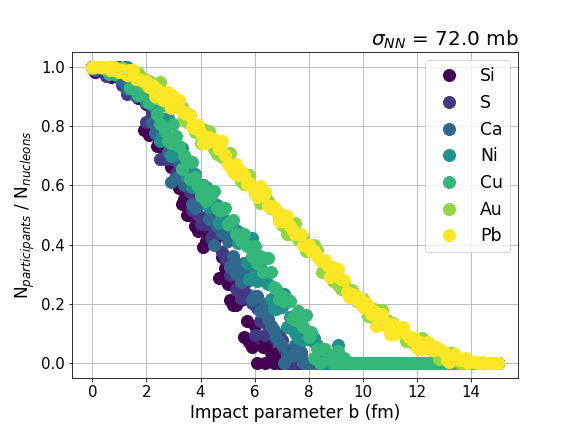 σNN = 72.0 mb
Nparticipants / Nnucleons
1.0
0.8
0.6
0.4
0.2
0.0
Si
S
Ca
Ni
Cu
Au
Pb
0 2 4 6 8 10 12 14
Impact parameter b (fm)